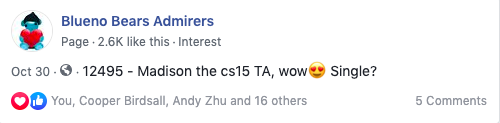 Blueno Bears Admirers
Page · 2.6K like this · Interest
Oct 30 · 12495 - Madison the cs15 TA, wow😍 Single?
You, Cooper Birdsall, Andy Zhu and 16 others 5 Comments